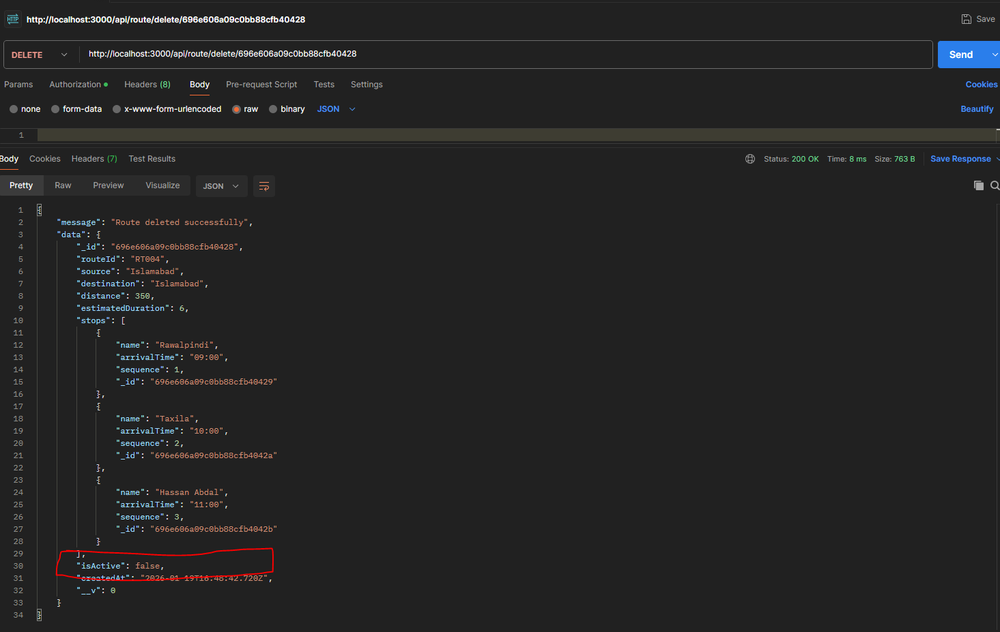 HTTP http://localhost:3000/api/route/delete/696e606a09c0bb88cfb40428 Save
DELETE http://localhost:3000/api/route/delete/696e606a09c0bb88cfb40428 Send
Params Authorization Headers (8) Body Pre-request Script Tests Settings Cookies
none form-data x-www-form-urlencoded raw binary JSON Beautify
1
Body Cookies Headers (7) Test Results Status: 200 OK Time: 8 ms Size: 763 B Save Response
Pretty Raw Preview Visualize JSON
1 {
2 "message": "Route deleted successfully",
3 "data": {
4 "_id": "696e606a09c0bb88cfb40428",
5 "routeId": "RT004",
6 "source": "Islamabad",
7 "destination": "Islamabad",
8 "distance": 350,
9 "estimatedDuration": 6,
10 "stops": [
11 {
12 "name": "Rawalpindi",
13 "arrivalTime": "09:00",
14 "sequence": 1,
15 "_id": "696e606a09c0bb88cfb40429"
16 },
17 {
18 "name": "Taxila",
19 "arrivalTime": "10:00",
20 "sequence": 2,
21 "_id": "696e606a09c0bb88cfb4042a"
22 },
23 {
24 "name": "Hassan Abdal",
25 "arrivalTime": "11:00",
26 "sequence": 3,
27 "_id": "696e606a09c0bb88cfb4042b"
28 }
29 ],
30 "isActive": false,
31 "createdAt": "2026-01-19T16:48:42.720Z",
32 "__v": 0
33 }
34 }